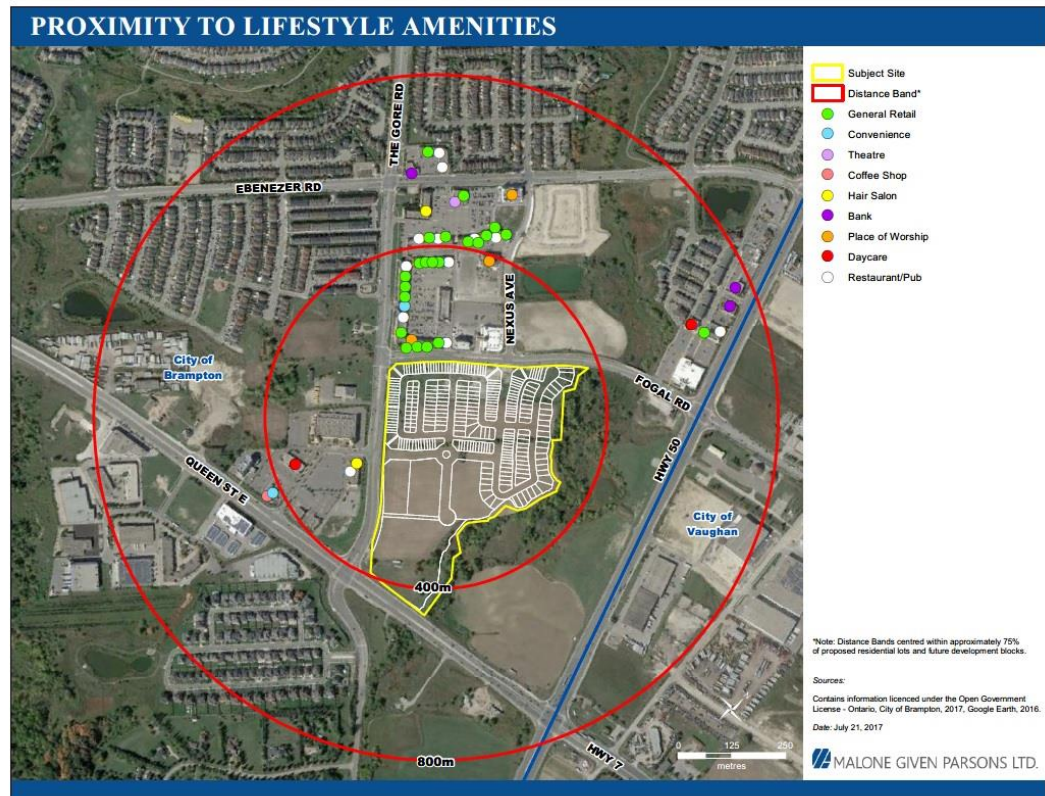 PROXIMITY TO LIFESTYLE AMENITIES
THE GORE RD
EBENEZER RD
NEXUS AVE
City of
Brampton
FOGAL RD
HWY 50
QUEEN ST E
City of
Vaughan
400m
800m
HWY 7
0 125 250
metres
Subject Site
Distance Band*
General Retail
Convenience
Theatre
Coffee Shop
Hair Salon
Bank
Place of Worship
Daycare
Restaurant/Pub
*Note: Distance Bands centred within approximately 75%
of proposed residential lots and future development blocks.
Sources:
Contains information licenced under the Open Government
License - Ontario, City of Brampton, 2017, Google Earth, 2016.
Date: July 21, 2017
MALONE GIVEN PARSONS LTD.